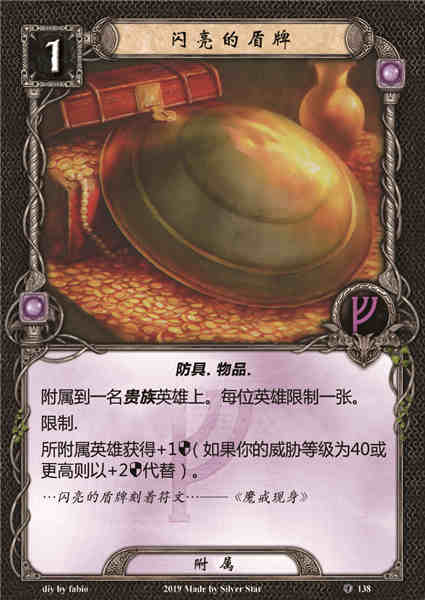 1
闪亮的盾牌
防具. 物品.
附属到一名贵族英雄上。每位英雄限制一张。
限制.
所附属英雄获得+1(如果你的威胁等级为40或
更高则以+2代替)。
…闪亮的盾牌刻着符文…——《魔戒现身》
附属
diy by fabio
2019 Made by Silver Star
138